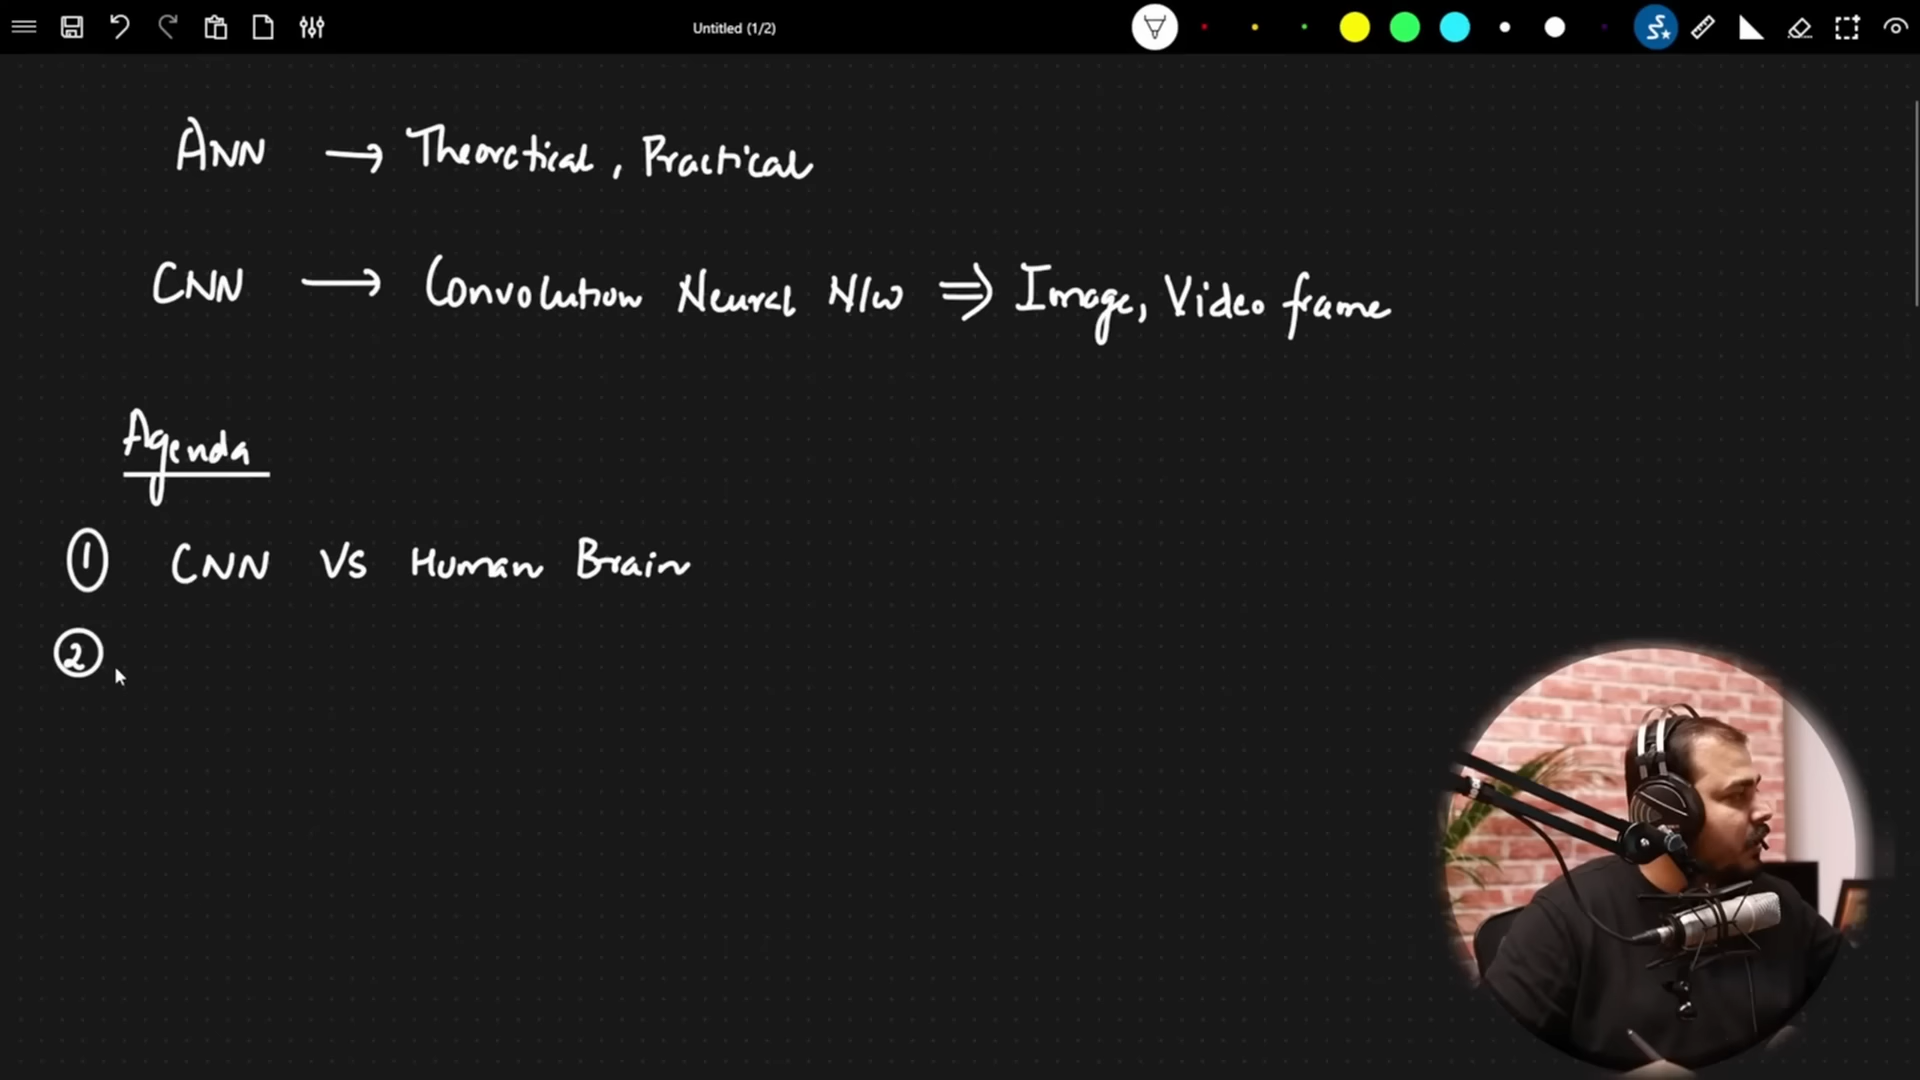 Untitled (1/2)
ANN → Theoretical, Practical
CNN → Convolution Neural N/w ⇒ Image, Video frame
Agenda
① CNN Vs Human Brain
②